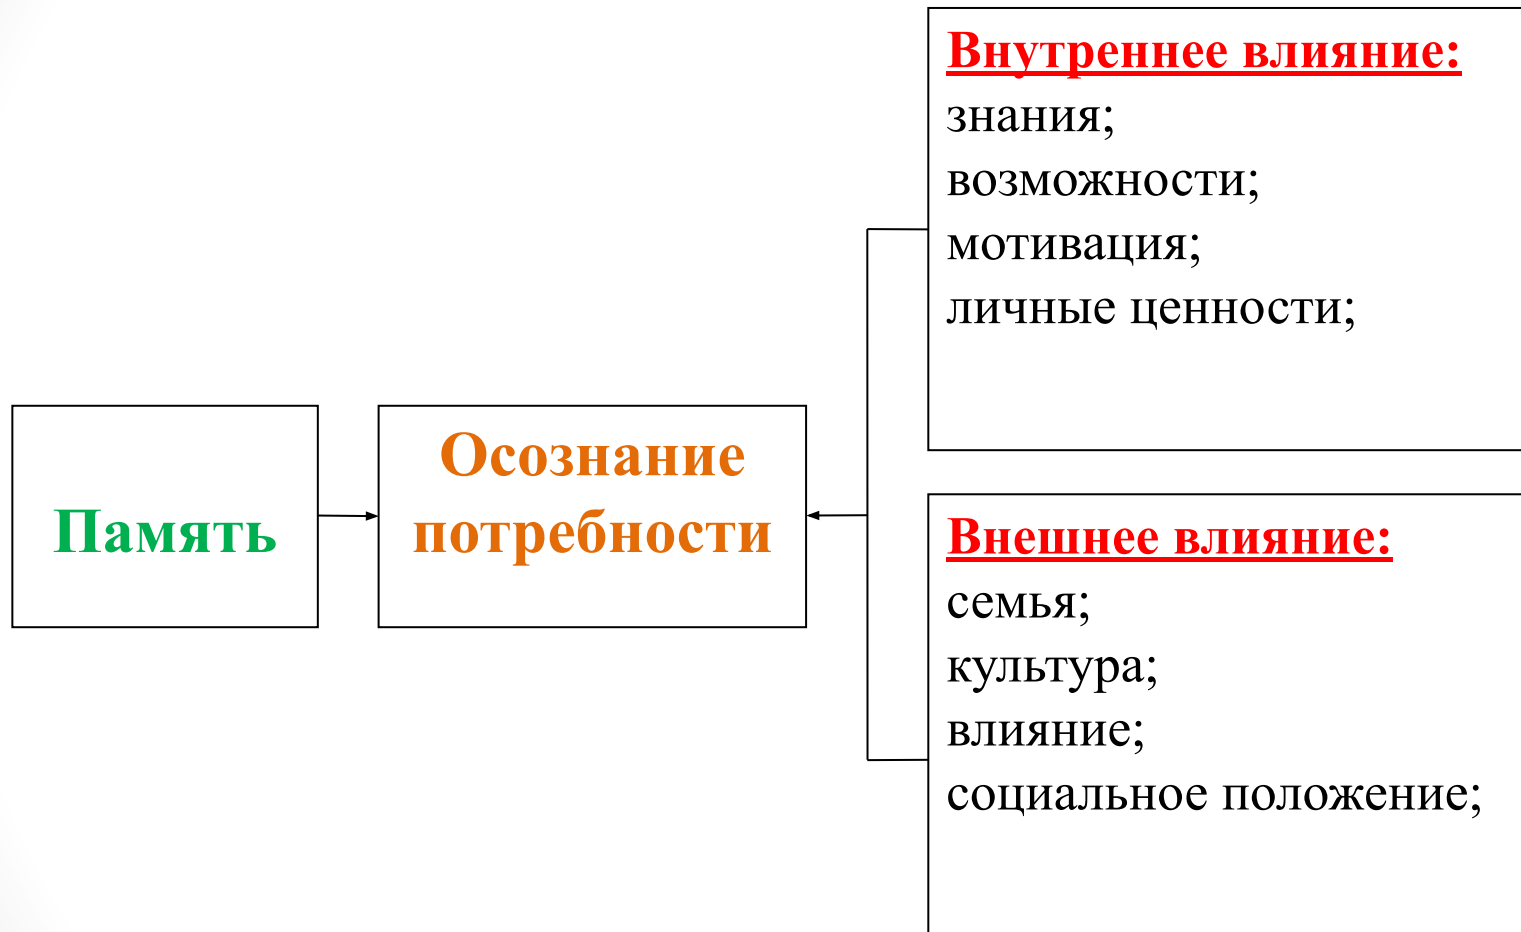 Память
Осознание
потребности
Внутреннее влияние:
знания;
возможности;
мотивация;
личные ценности;
Внешнее влияние:
семья;
культура;
влияние;
социальное положение;